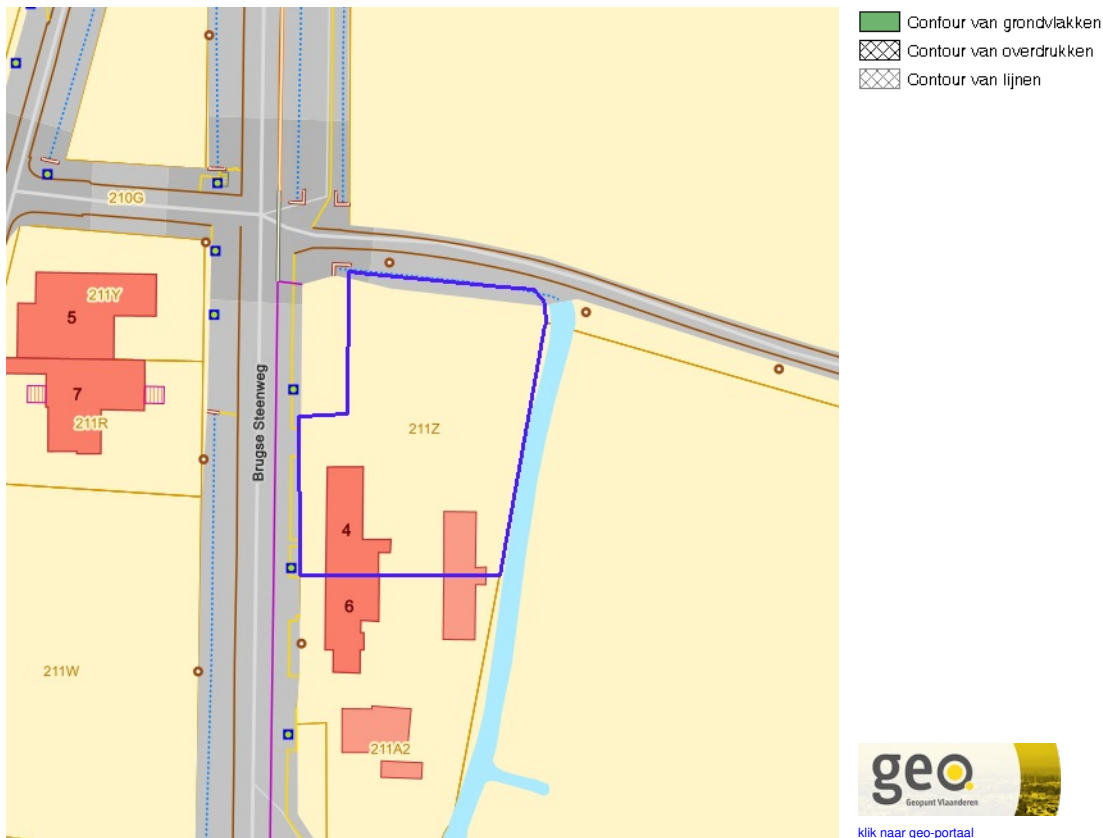 Contour van grondvlakken
Contour van overdrukken
Contour van lijnen
210G
211Y
5
7
211R
Brugse Steenweg
211Z
4
6
211W
211A2
geo
Geopunt Vlaanderen
klik naar geo-portaal